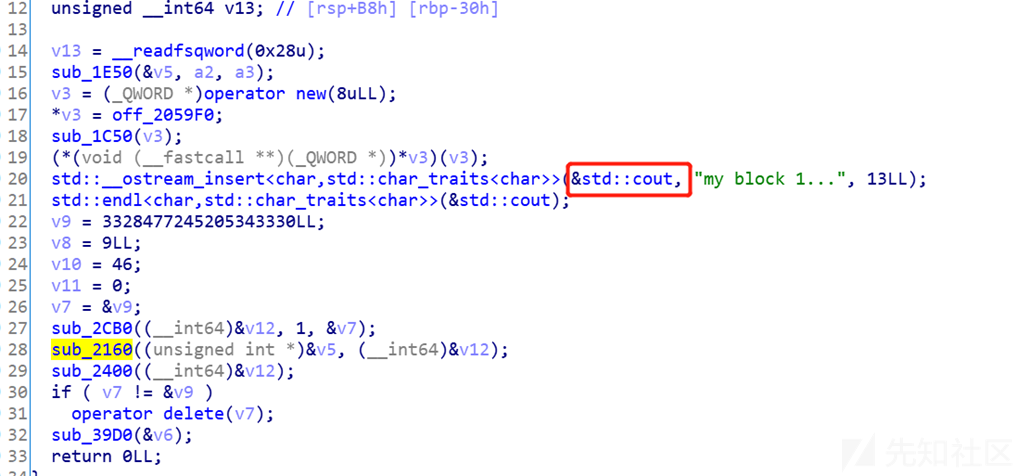 12 unsigned __int64 v13; // [rsp+B8h] [rbp-30h]
13
14 v13 = __readfsqword(0x28u);
15 sub_1E50(&v5, a2, a3);
16 v3 = (_QWORD *)operator new(8uLL);
17 *v3 = off_2059F0;
18 sub_1C50(v3);
19 (*(void (__fastcall **)(_QWORD *))*v3)(v3);
20 std::__ostream_insert<char,std::char_traits<char>>(&std::cout, "my block 1...", 13LL);
21 std::endl<char,std::char_traits<char>>(&std::cout);
22 v9 = 3328477245205343330LL;
23 v8 = 9LL;
24 v10 = 46;
25 v11 = 0;
26 v7 = &v9;
27 sub_2CB0((__int64)&v12, 1, &v7);
28 sub_2160((unsigned int *)&v5, (__int64)&v12);
29 sub_2400((__int64)&v12);
30 if ( v7 != &v9 )
31 operator delete(v7);
32 sub_39D0(&v6);
33 return 0LL;
先知社区